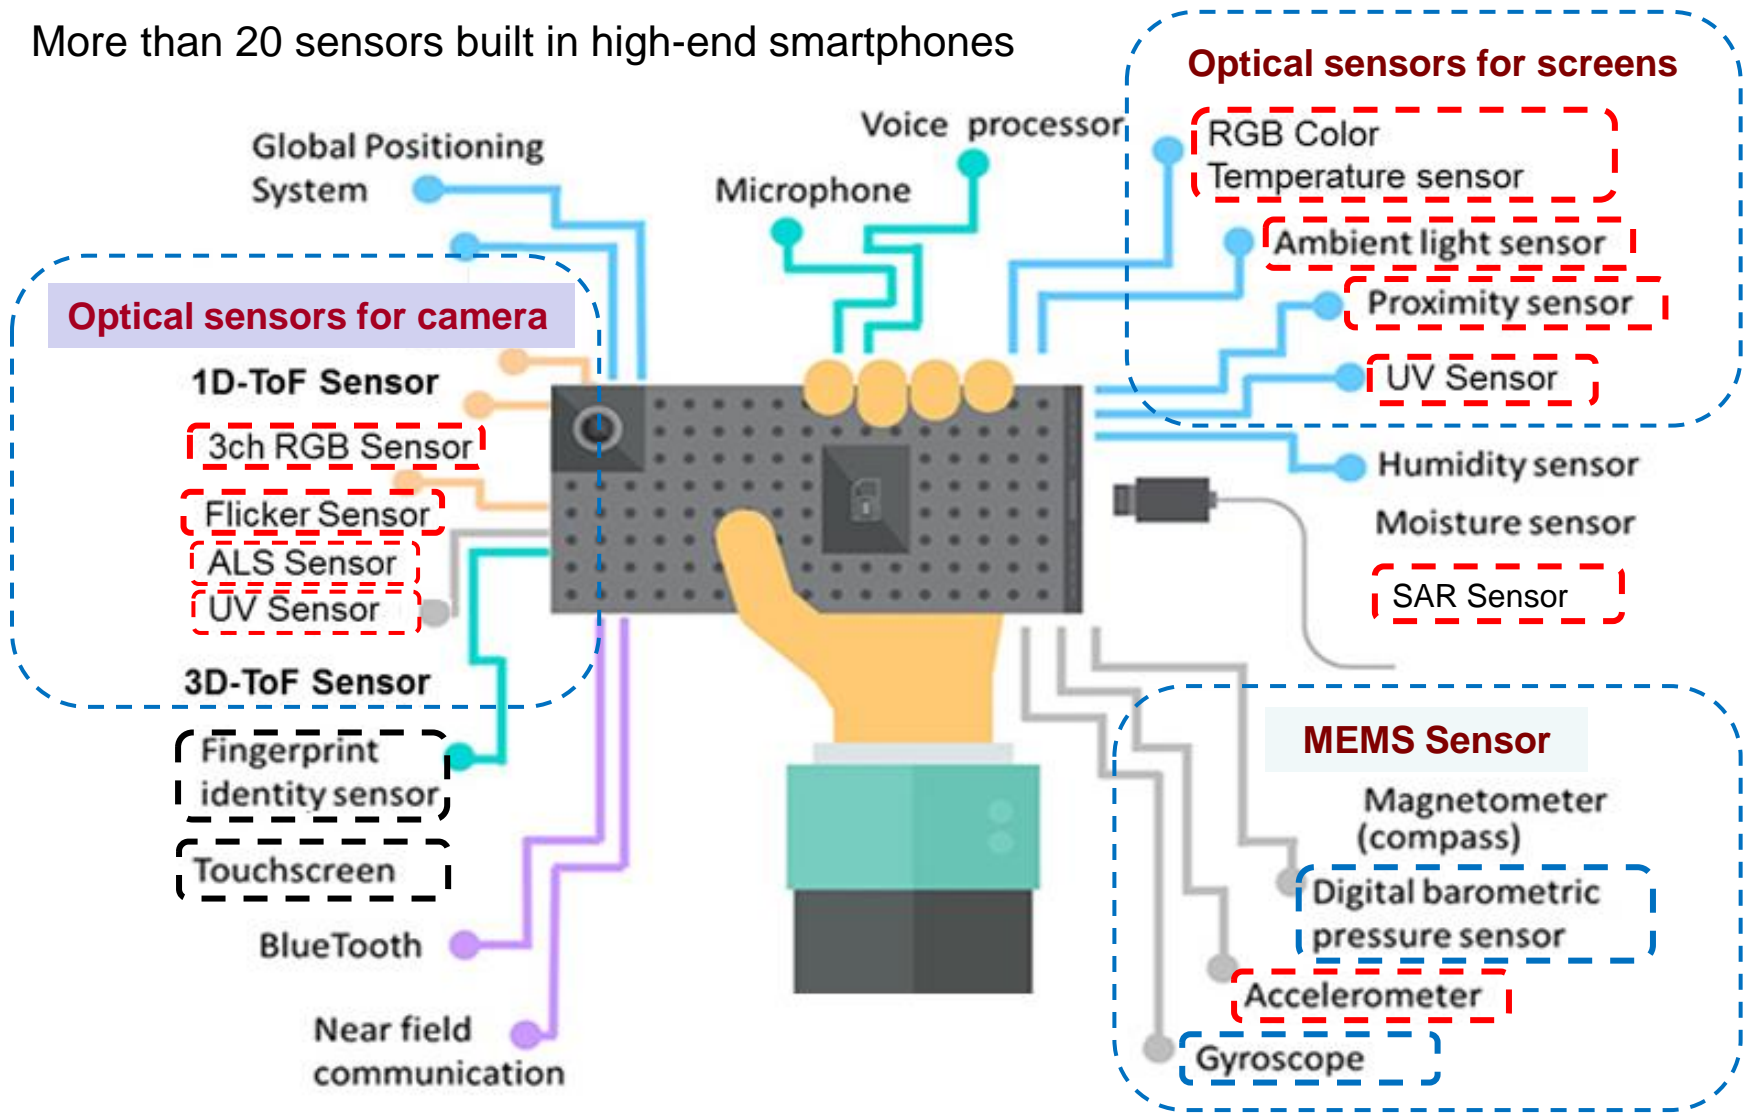 More than 20 sensors built in high-end smartphones
Global Positioning
System
Microphone
Voice processor
Optical sensors for screens
RGB Color
Temperature sensor
Ambient light sensor
Proximity sensor
UV Sensor
Humidity sensor
Moisture sensor
SAR Sensor
Optical sensors for camera
1D-ToF Sensor
3ch RGB Sensor
Flicker Sensor
ALS Sensor
UV Sensor
3D-ToF Sensor
Fingerprint
identity sensor
Touchscreen
BlueTooth
Near field
communication
MEMS Sensor
Magnetometer
(compass)
Digital barometric
pressure sensor
Accelerometer
Gyroscope